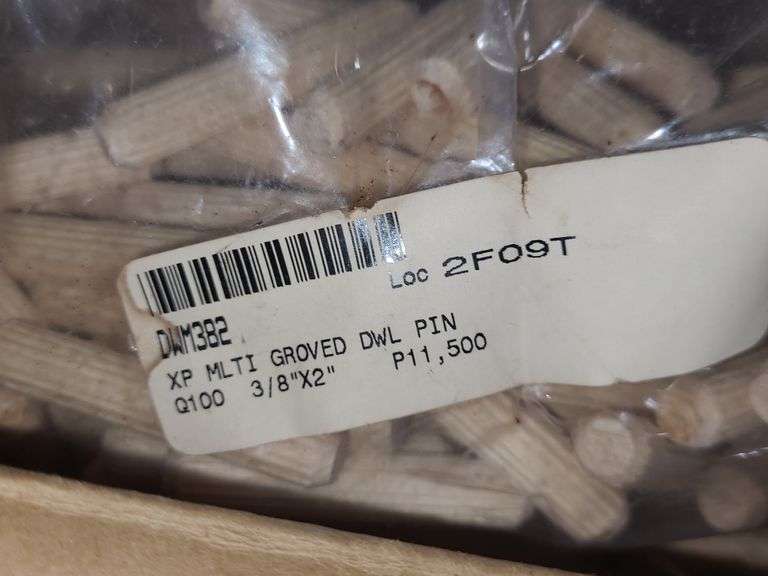 Loc 2F09T
DWM382
XP MLTI GROVED DWL PIN
Q100 3/8"X2" P11,500